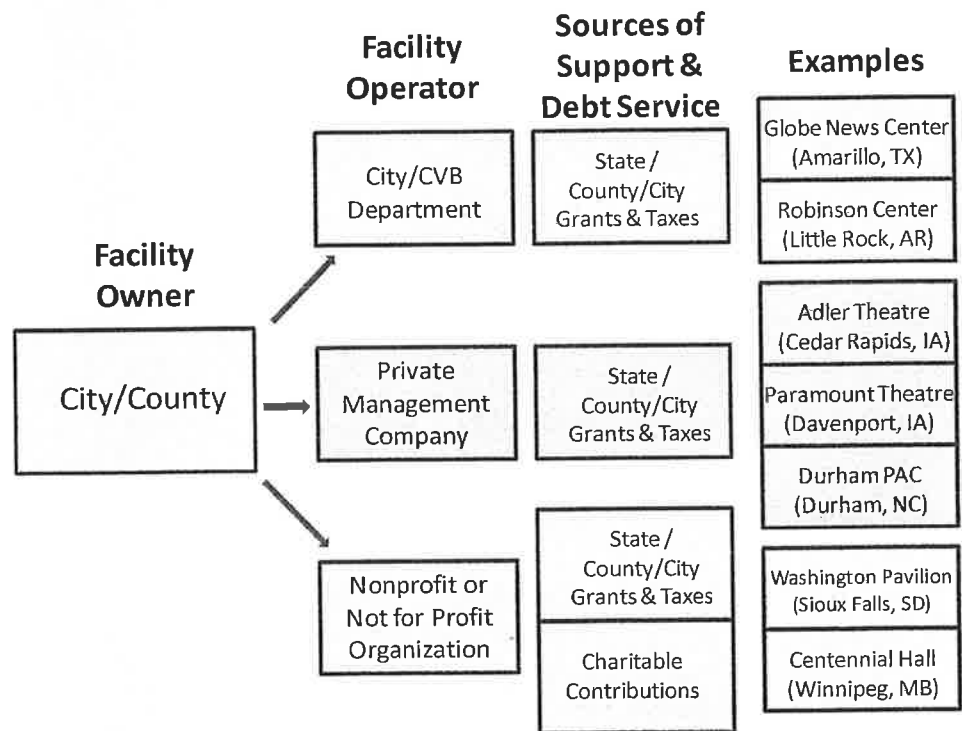 Facility
Operator
Sources of
Support &
Debt Service
Examples
Facility
Owner
City/County
City/CVB
Department
State /
County/City
Grants & Taxes
Globe News Center
(Amarillo, TX)
Robinson Center
(Little Rock, AR)
Private
Management
Company
State /
County/City
Grants & Taxes
Adler Theatre
(Cedar Rapids, IA)
Paramount Theatre
(Davenport, IA)
Durham PAC
(Durham, NC)
Nonprofit or
Not for Profit
Organization
State /
County/City
Grants & Taxes
Charitable
Contributions
Washington Pavilion
(Sioux Falls, SD)
Centennial Hall
(Winnipeg, MB)